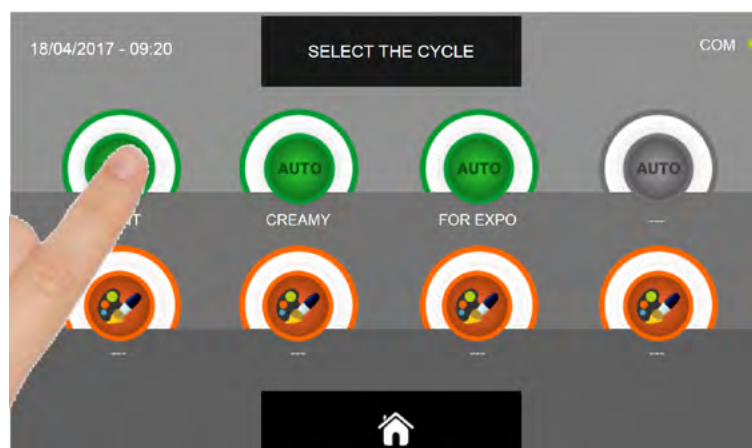 18/04/2017 - 09:20
SELECT THE CYCLE
COM
AUTO
AUTO
AUTO
CREAMY
FOR EXPO
---
---
---
---
---